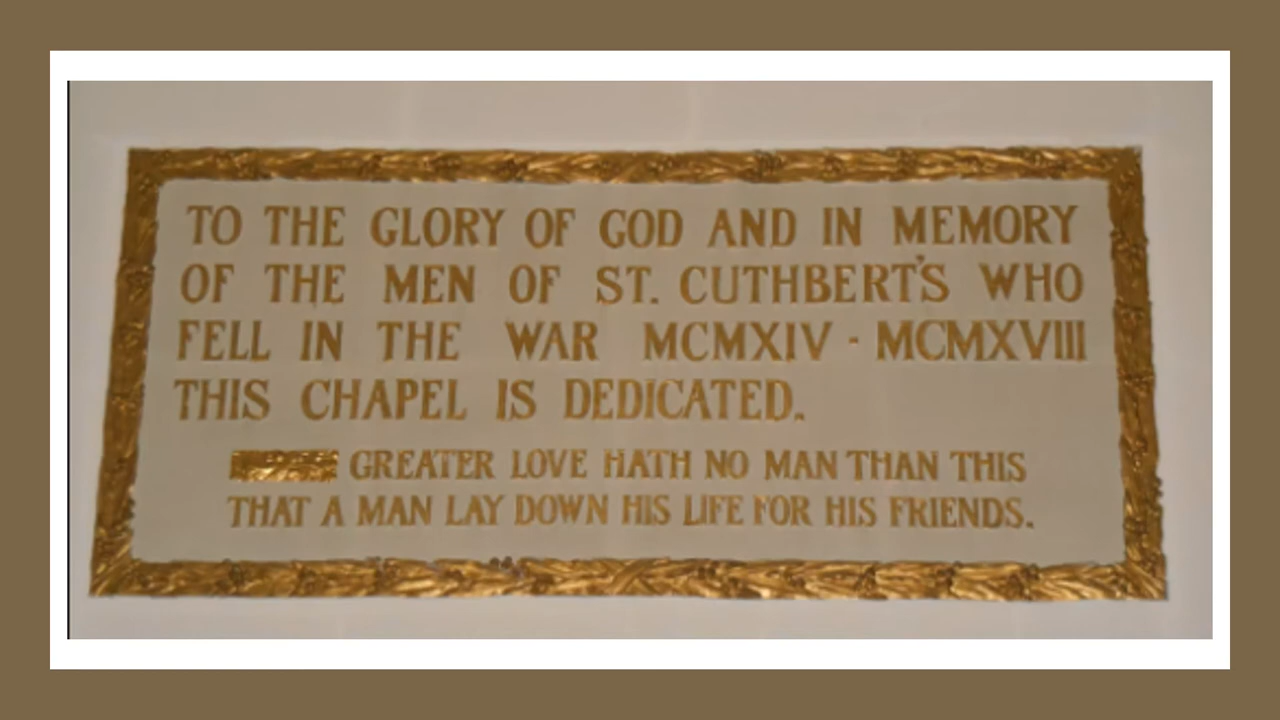 TO THE GLORY OF GOD AND IN MEMORY
OF THE MEN OF ST. CUTHBERT'S WHO
FELL IN THE WAR MCMXIV - MCMXVIII
THIS CHAPEL IS DEDICATED.
GREATER LOVE HATH NO MAN THAN THIS
THAT A MAN LAY DOWN HIS LIFE FOR HIS FRIENDS.